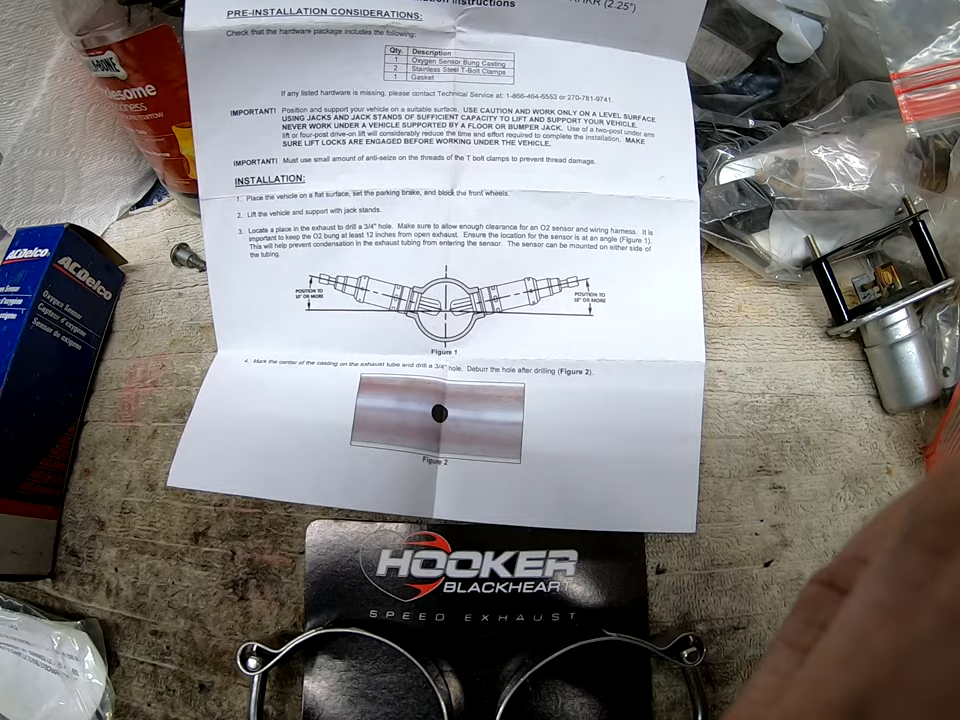 Instructions
(2.25")
PRE-INSTALLATION CONSIDERATIONS:
Check that the hardware package includes the following:
Qty. Description
1 Oxygen Sensor Bung Casting
2 Stainless Steel T-Bolt Clamps
1 Gasket
If any listed hardware is missing, please contact Technical Service at: 1-866-464-6553 or 270-781-9741.
IMPORTANT! Position and support your vehicle on a suitable surface. USE CAUTION AND WORK ONLY ON A LEVEL SURFACE
USING JACKS AND JACK STANDS OF SUFFICIENT CAPACITY TO LIFT AND SUPPORT YOUR VEHICLE.
NEVER WORK UNDER A VEHICLE SUPPORTED BY A FLOOR OR BUMPER JACK. Use of a two-post under arm
lift or four-post drive-on lift will considerably reduce the time and effort required to complete the installation. MAKE
SURE LIFT LOCKS ARE ENGAGED BEFORE WORKING UNDER THE VEHICLE.
IMPORTANT! Must use small amount of anti-seize on the threads of the T bolt clamps to prevent thread damage.
INSTALLATION:
1. Place the vehicle on a flat surface, set the parking brake, and block the front wheels.
2. Lift the vehicle and support with jack stands.
3. Locate a place in the exhaust to drill a 3/4" hole. Make sure to allow enough clearance for an O2 sensor and wiring harness. It is
important to keep the O2 bung at least 12 inches from open exhaust. Ensure the location for the sensor is at an angle (Figure 1).
This will help prevent condensation in the exhaust tubing from entering the sensor. The sensor can be mounted on either side of
the tubing.
POSITION TO
10° OR MORE
POSITION TO
10° OR MORE
Figure 1
4. Mark the center of the casting on the exhaust tube and drill a 3/4" hole. Deburr the hole after drilling (Figure 2).
Figure 2
HOOKER
BLACKHEART
SPEED EXHAUST
ACDelco
ACDelco
Oxygen Sensor
Capteur d'oxygène
Sensor de oxígeno
-BONE
marrow